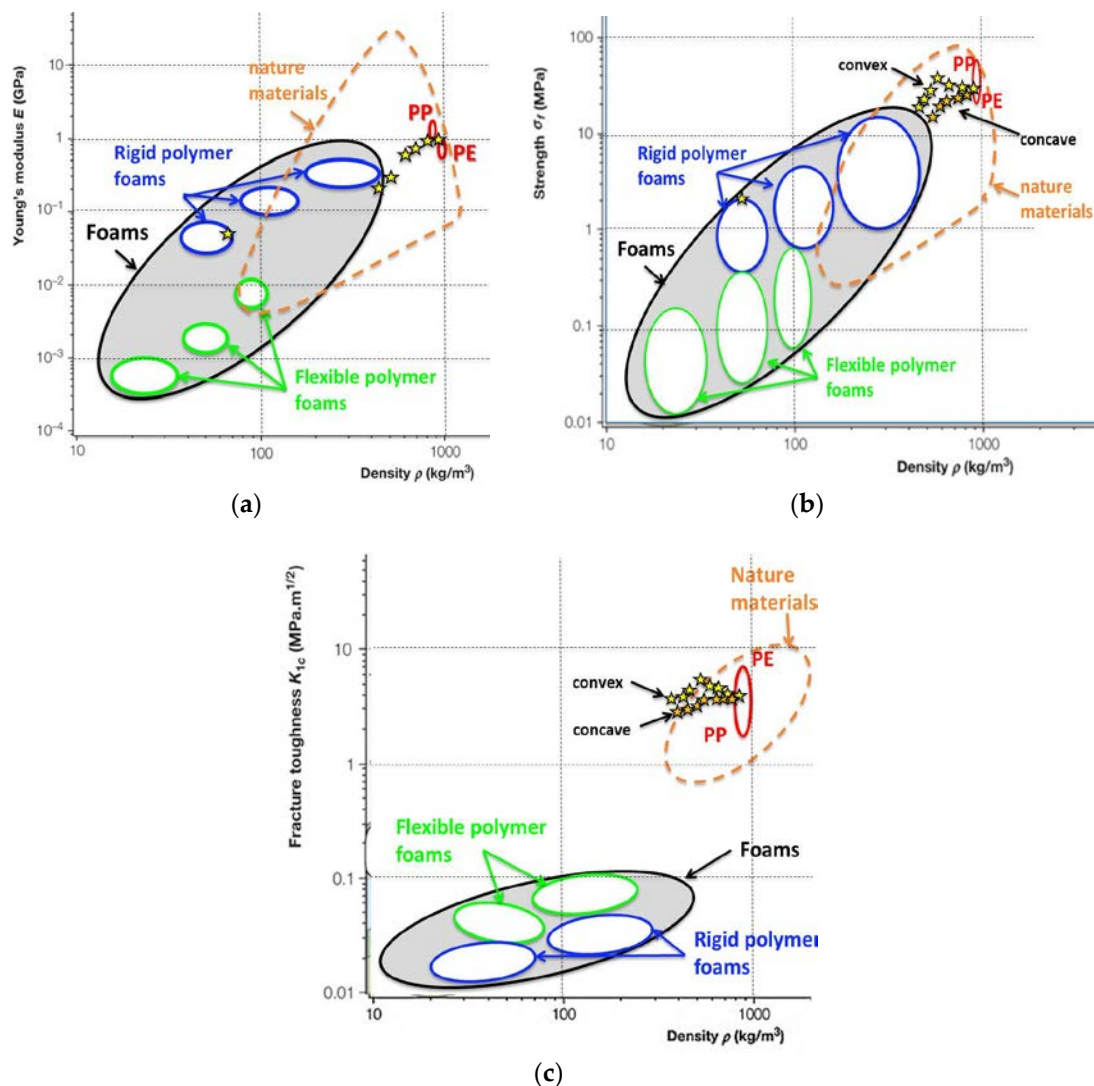 Young's modulus E (GPa)
1
10⁻¹
10⁻²
10⁻³
10⁻⁴
10
100
1000
Density ρ (kg/m³)
nature
materials
PP
PE
Rigid polymer
foams
Foams
Flexible polymer
foams
(a)
Strength σf (MPa)
100
10
1
0.1
0.01
10
100
1000
Density ρ (kg/m³)
convex
PP
PE
concave
Rigid polymer
foams
nature
materials
Foams
Flexible polymer
foams
(b)
Fracture toughness K1c (MPa.m1/2)
10
1
0.1
0.01
10
100
1000
Density ρ (kg/m³)
Nature
materials
PE
convex
concave
PP
Flexible polymer
foams
Foams
Rigid polymer
foams
(c)